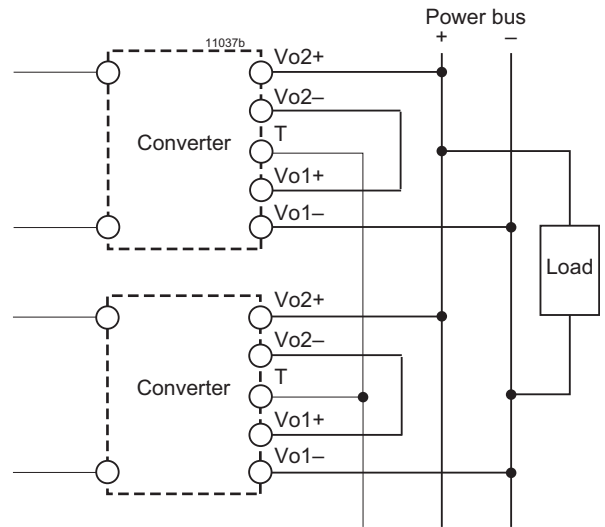 Power bus
+ –
11037b
Vo2+
Vo2–
Converter
T
Vo1+
Vo1–
Load
Vo2+
Vo2–
Converter
T
Vo1+
Vo1–